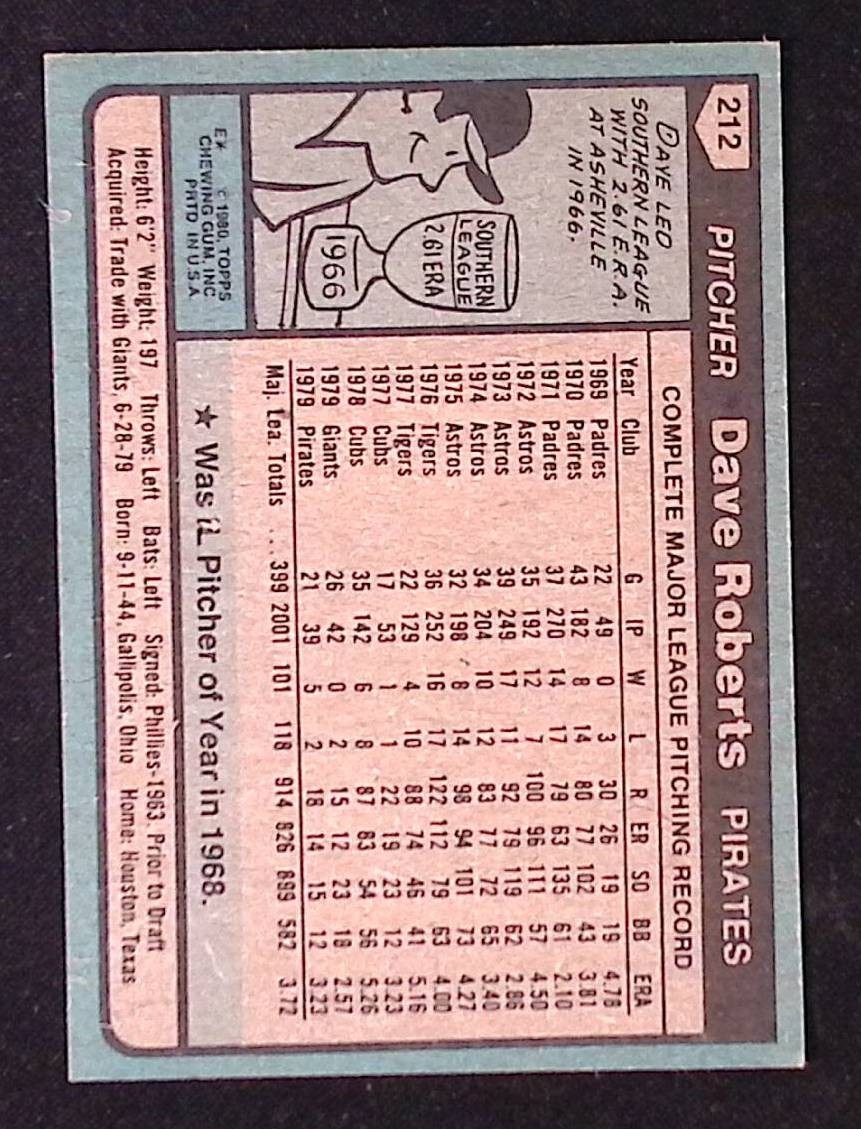 212 PITCHER Dave Roberts PIRATES
DAVE LED
SOUTHERN LEAGUE
WITH 2.61 E.R.A.
AT ASHEVILLE
IN 1966.
SOUTHERN
LEAGUE
2.61 ERA
1966
© 1980, TOPPS
CHEWING GUM, INC
PRTD IN U.S.A
COMPLETE MAJOR LEAGUE PITCHING RECORD
Year Club G IP W L R ER SO BB ERA
1969 Padres 22 49 0 3 30 26 19 19 4.78
1970 Padres 43 182 8 14 80 77 102 43 3.81
1971 Padres 37 270 14 17 79 63 135 61 2.10
1972 Astros 35 192 12 7 100 96 111 57 4.50
1973 Astros 39 249 17 11 92 79 119 62 2.86
1974 Astros 34 204 10 12 83 77 72 65 3.40
1975 Astros 32 198 8 14 98 94 101 73 4.27
1976 Tigers 36 252 16 17 122 112 79 63 4.00
1977 Tigers 22 129 4 10 88 74 46 41 5.16
1977 Cubs 17 53 1 1 22 19 23 12 3.23
1978 Cubs 35 142 6 8 87 83 54 56 5.26
1979 Giants 26 42 0 2 15 12 23 18 2.57
1979 Pirates 21 39 5 2 18 14 15 12 3.23
Maj. Lea. Totals ... 399 2001 101 118 914 826 899 582 3.72
★ Was IL Pitcher of Year in 1968.
Height: 6'2" Weight: 197 Throws: Left Bats: Left Signed: Phillies-1963, Prior to Draft
Acquired: Trade with Giants, 6-28-79 Born: 9-11-44, Gallipolis, Ohio Home: Houston, Texas